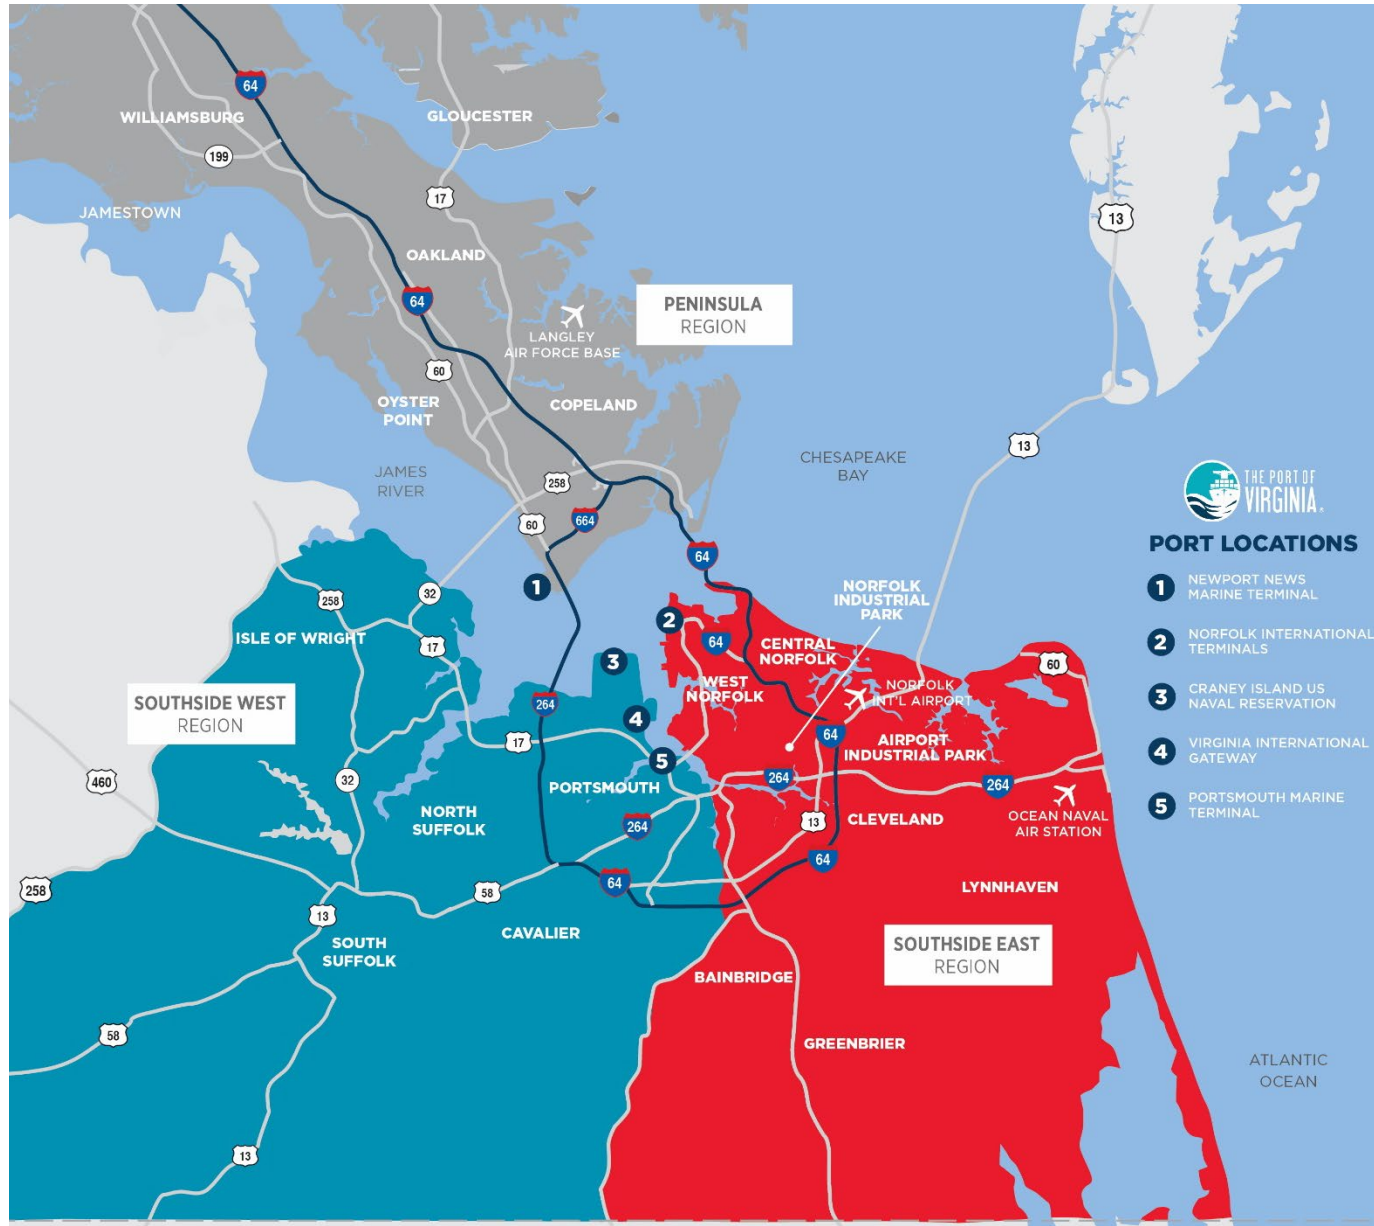 64
WILLIAMSBURG
GLOUCESTER
199
17
JAMESTOWN
13
OAKLAND
64
PENINSULA
REGION
LANGLEY
AIR FORCE BASE
60
OYSTER
POINT
COPELAND
13
CHESAPEAKE
BAY
JAMES
RIVER
258
60
664
64
THE PORT OF
VIRGINIA®
PORT LOCATIONS
1 NEWPORT NEWS
MARINE TERMINAL
2 NORFOLK INTERNATIONAL
TERMINALS
3 CRANEY ISLAND US
NAVAL RESERVATION
4 VIRGINIA INTERNATIONAL
GATEWAY
5 PORTSMOUTH MARINE
TERMINAL
1
NORFOLK
INDUSTRIAL
PARK
32
258
ISLE OF WRIGHT
17
2
64
CENTRAL
NORFOLK
60
3
WEST
NORFOLK
NORFOLK
INT'L AIRPORT
SOUTHSIDE WEST
REGION
264
4
17
64
AIRPORT
INDUSTRIAL PARK
5
460
32
PORTSMOUTH
264
264
NORTH
SUFFOLK
264
13
CLEVELAND
OCEAN NAVAL
AIR STATION
64
258
58
64
LYNNHAVEN
13
CAVALIER
SOUTH
SUFFOLK
SOUTHSIDE EAST
REGION
BAINBRIDGE
58
GREENBRIER
ATLANTIC
OCEAN
13